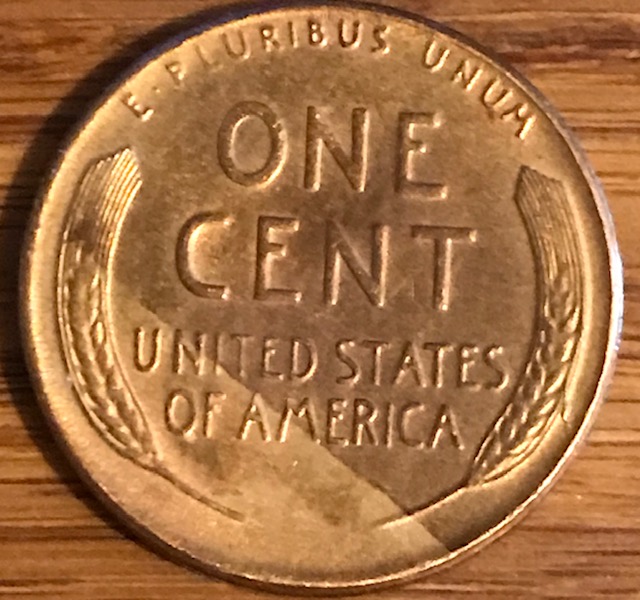 E·PLURIBUS UNUM
ONE
CENT
UNITED STATES
OF AMERICA